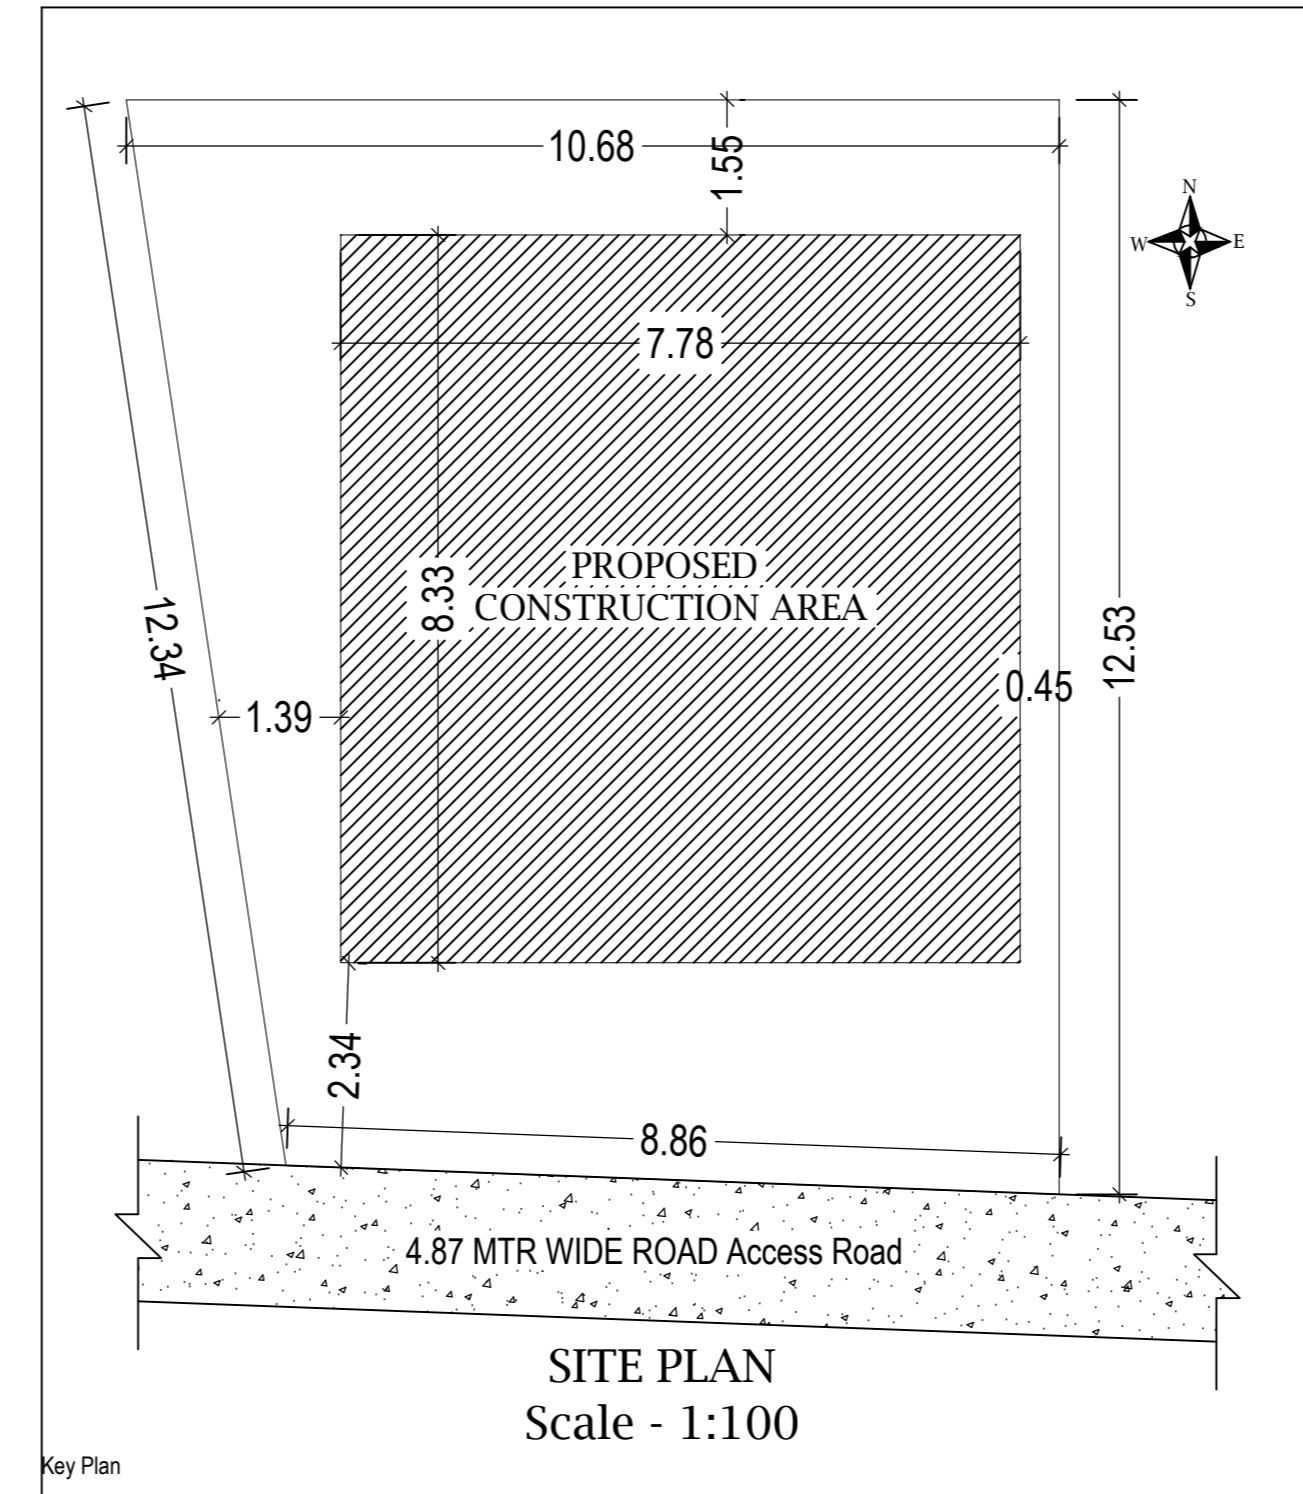 10.68
1.55
N
W
E
S
7.78
PROPOSED
CONSTRUCTION AREA
8.33
12.34
12.53
0.45
1.39
2.34
8.86
4.87 MTR WIDE ROAD Access Road
SITE PLAN
Scale - 1:100
Key Plan